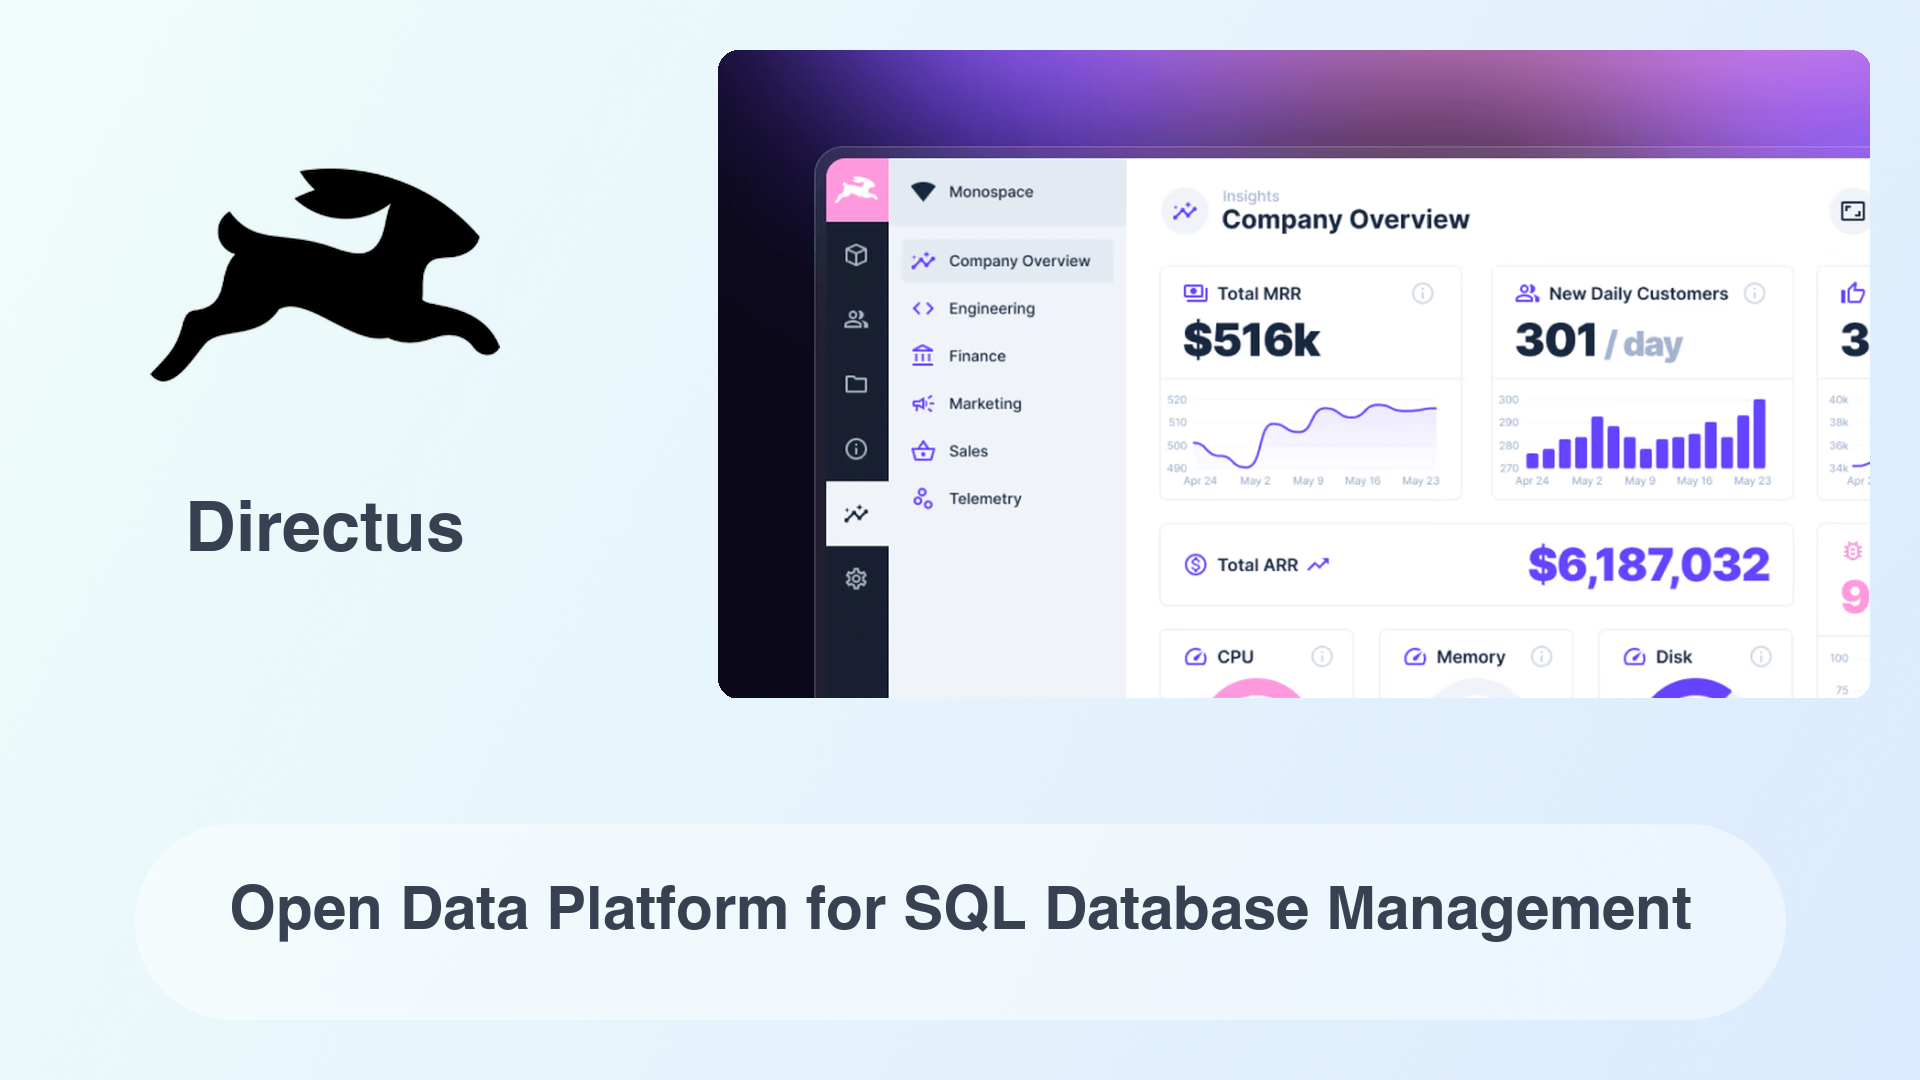 Directus
Monospace
Company Overview
Engineering
Finance
Marketing
Sales
Telemetry
Insights
Company Overview
Total MRR
$516k
520
510
500
490
Apr 24 May 2 May 9 May 16 May 23
New Daily Customers
301 / day
300
290
280
270
Apr 24 May 2 May 9 May 16 May 23
3
40k
38k
36k
34k
Apr
Total ARR
$6,187,032
9
100
75
CPU
Memory
Disk
Open Data Platform for SQL Database Management